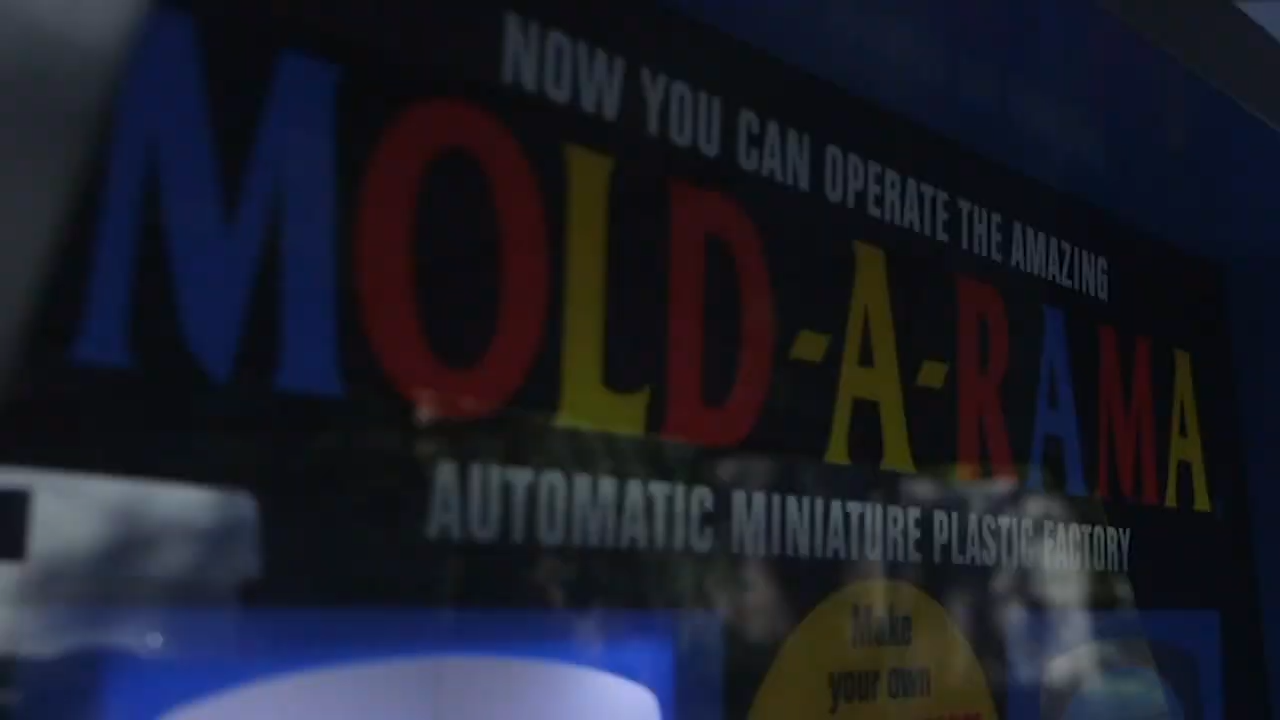 NOW YOU CAN OPERATE THE AMAZING
MOLD-A-RAMA
AUTOMATIC MINIATURE PLASTIC FACTORY
Make
your own